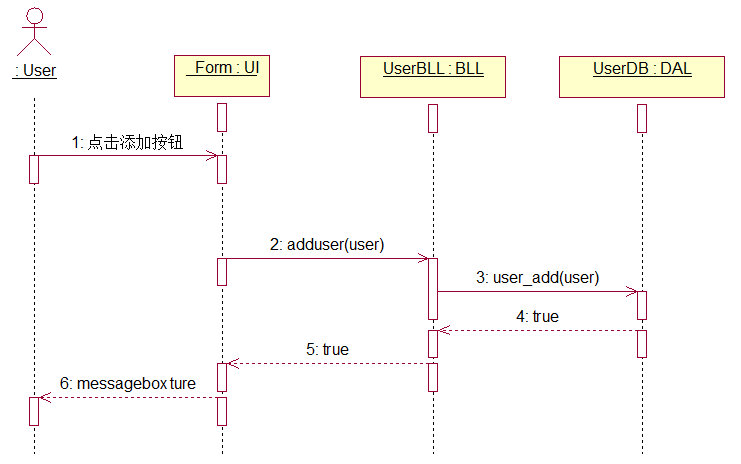 : User
Form : UI
UserBLL : BLL
UserDB : DAL
1: 点击添加按钮
2: adduser(user)
3: user_add(user)
4: true
5: true
6: messagebox ture